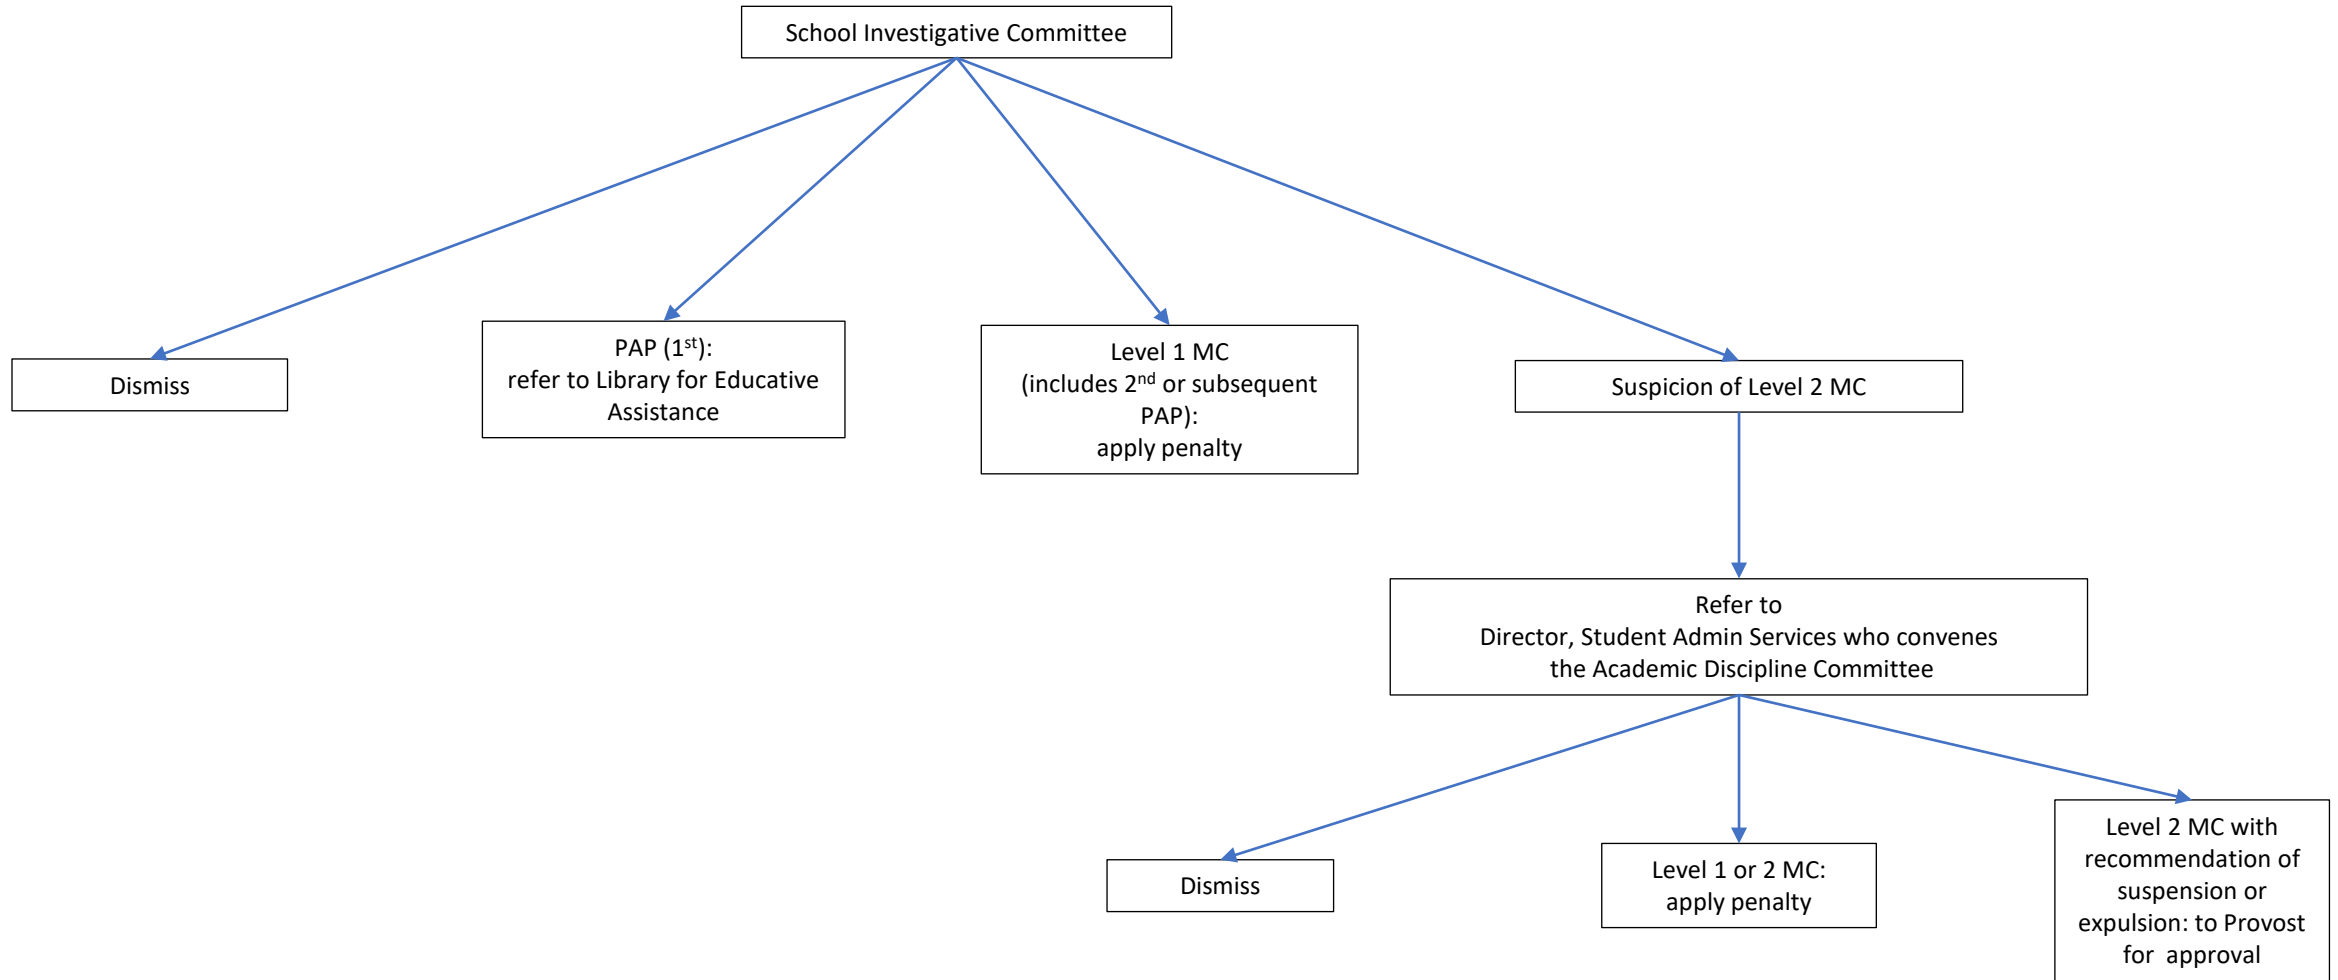 School Investigative Committee
Dismiss
PAP (1st):
refer to Library for Educative
Assistance
Level 1 MC
(includes 2nd or subsequent
PAP):
apply penalty
Suspicion of Level 2 MC
Refer to
Director, Student Admin Services who convenes
the Academic Discipline Committee
Dismiss
Level 1 or 2 MC:
apply penalty
Level 2 MC with
recommendation of
suspension or
expulsion: to Provost
for approval